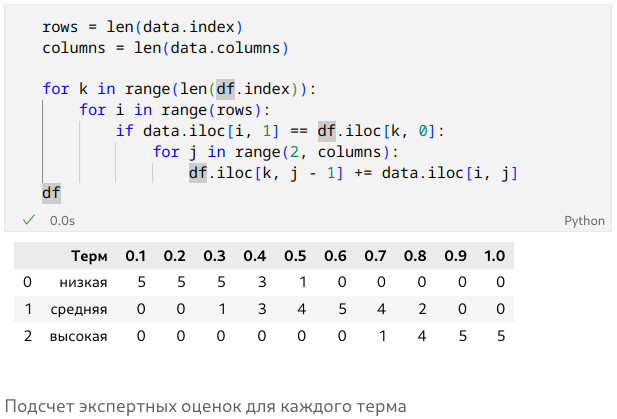 rows = len(data.index)
columns = len(data.columns)
for k in range(len(df.index)):
for i in range(rows):
if data.iloc[i, 1] == df.iloc[k, 0]:
for j in range(2, columns):
df.iloc[k, j - 1] += data.iloc[i, j]
df
0.0s Python
Терм 0.1 0.2 0.3 0.4 0.5 0.6 0.7 0.8 0.9 1.0
0 низкая 5 5 5 3 1 0 0 0 0 0
1 средняя 0 0 1 3 4 5 4 2 0 0
2 высокая 0 0 0 0 0 0 1 4 5 5
Подсчет экспертных оценок для каждого терма